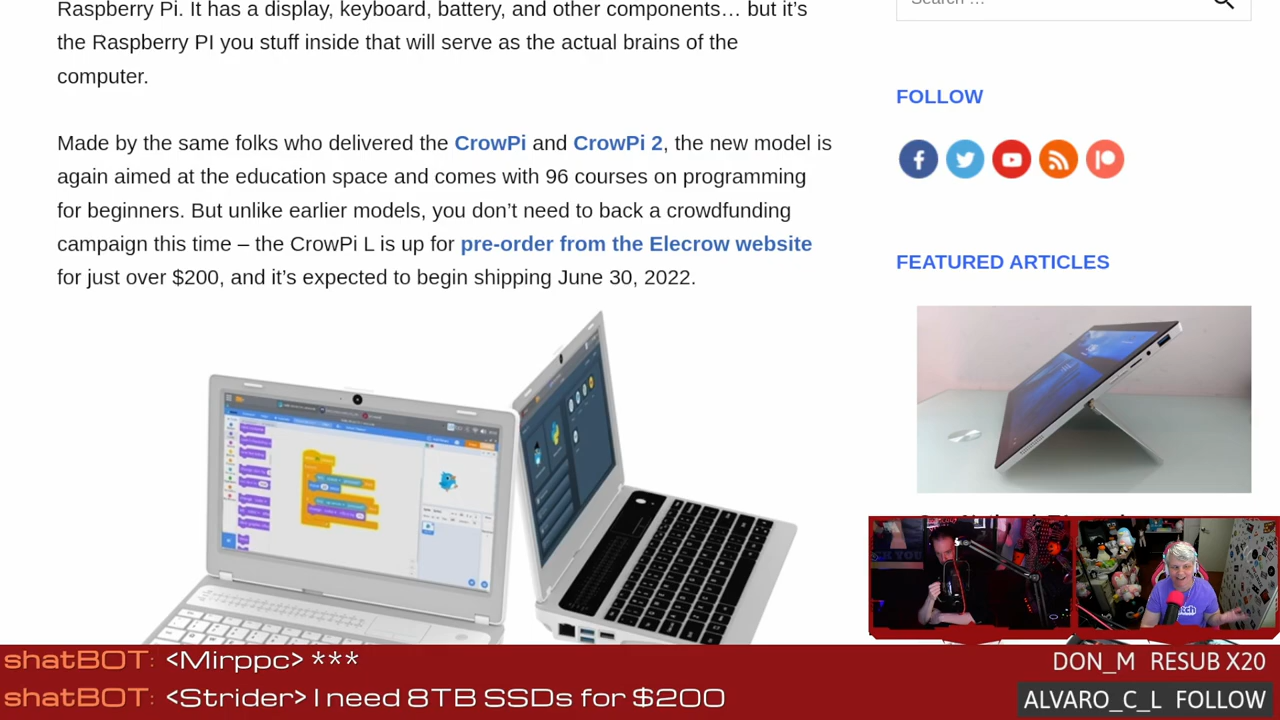 Raspberry Pi. It has a display, keyboard, battery, and other components… but it's
the Raspberry PI you stuff inside that will serve as the actual brains of the
computer.
Made by the same folks who delivered the CrowPi and CrowPi 2, the new model is
again aimed at the education space and comes with 96 courses on programming
for beginners. But unlike earlier models, you don't need to back a crowdfunding
campaign this time – the CrowPi L is up for pre-order from the Elecrow website
for just over $200, and it's expected to begin shipping June 30, 2022.
Search …
FOLLOW
FEATURED ARTICLES
shatBOT: <Mirppc> ***
shatBOT: <Strider> I need 8TB SSDs for $200
DON_M RESUB X20
ALVARO_C_L FOLLOW